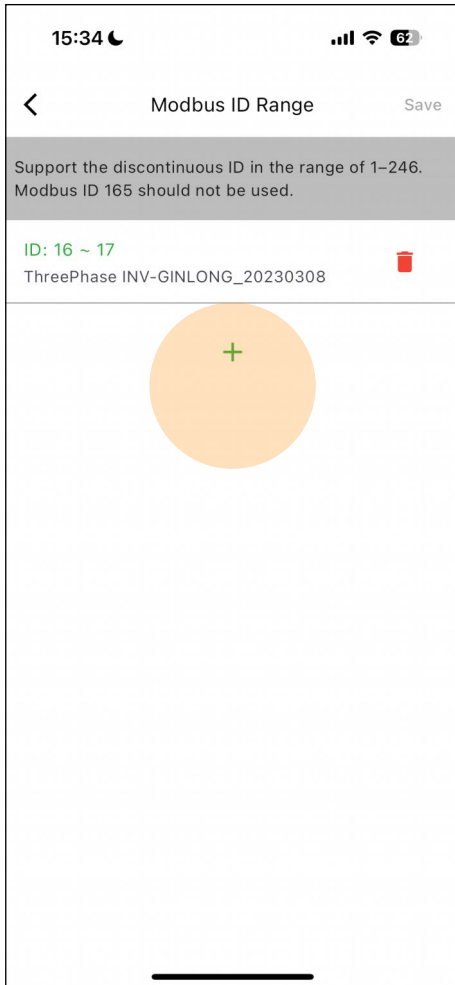 15:34
62
Modbus ID Range
Save
Support the discontinuous ID in the range of 1–246.
Modbus ID 165 should not be used.
ID: 16 ~ 17
ThreePhase INV-GINLONG_20230308
+